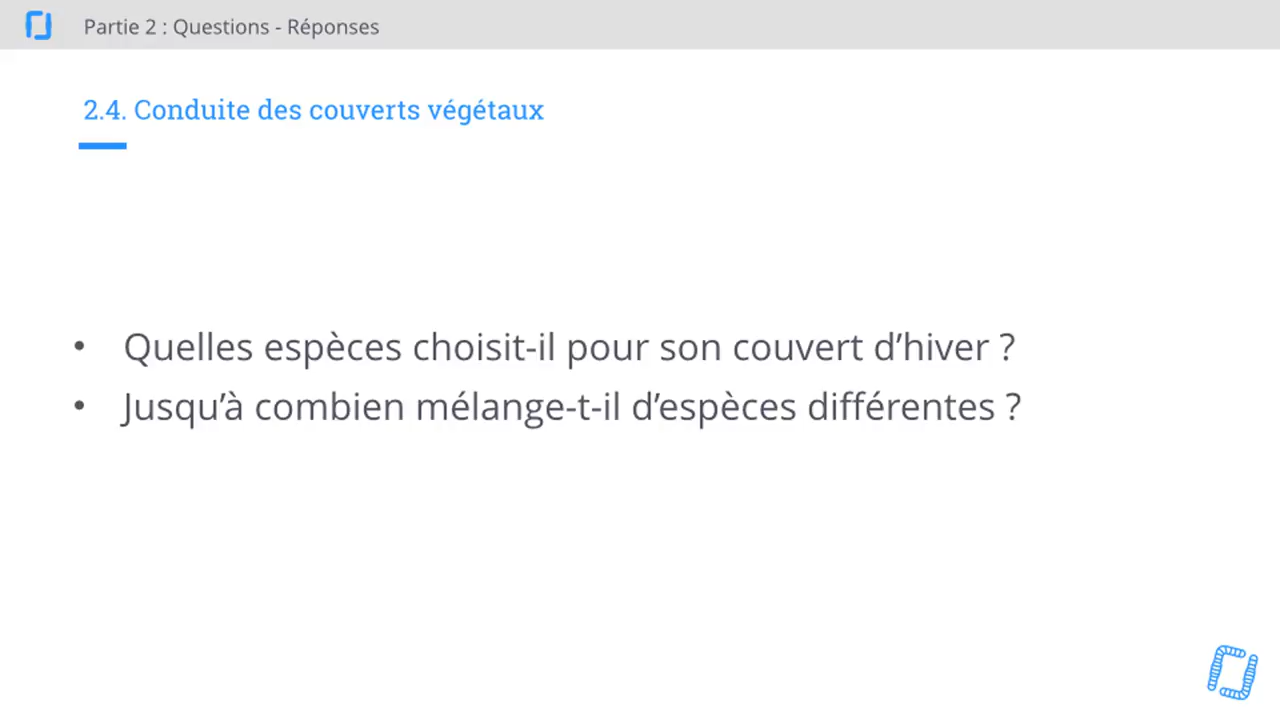 Partie 2 : Questions - Réponses
2.4. Conduite des couverts végétaux
• Quelles espèces choisit-il pour son couvert d’hiver ?
• Jusqu’à combien mélange-t-il d’espèces différentes ?